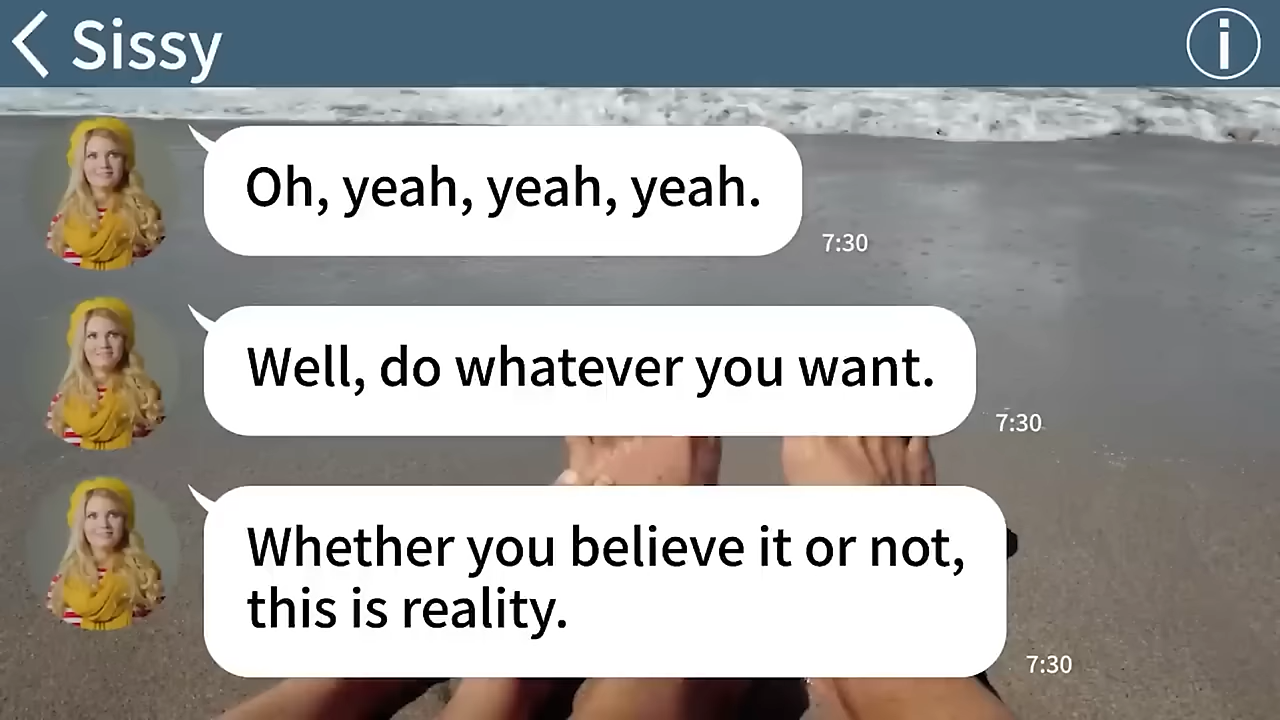 Sissy
Oh, yeah, yeah, yeah.
7:30
Well, do whatever you want.
7:30
Whether you believe it or not,
this is reality.
7:30